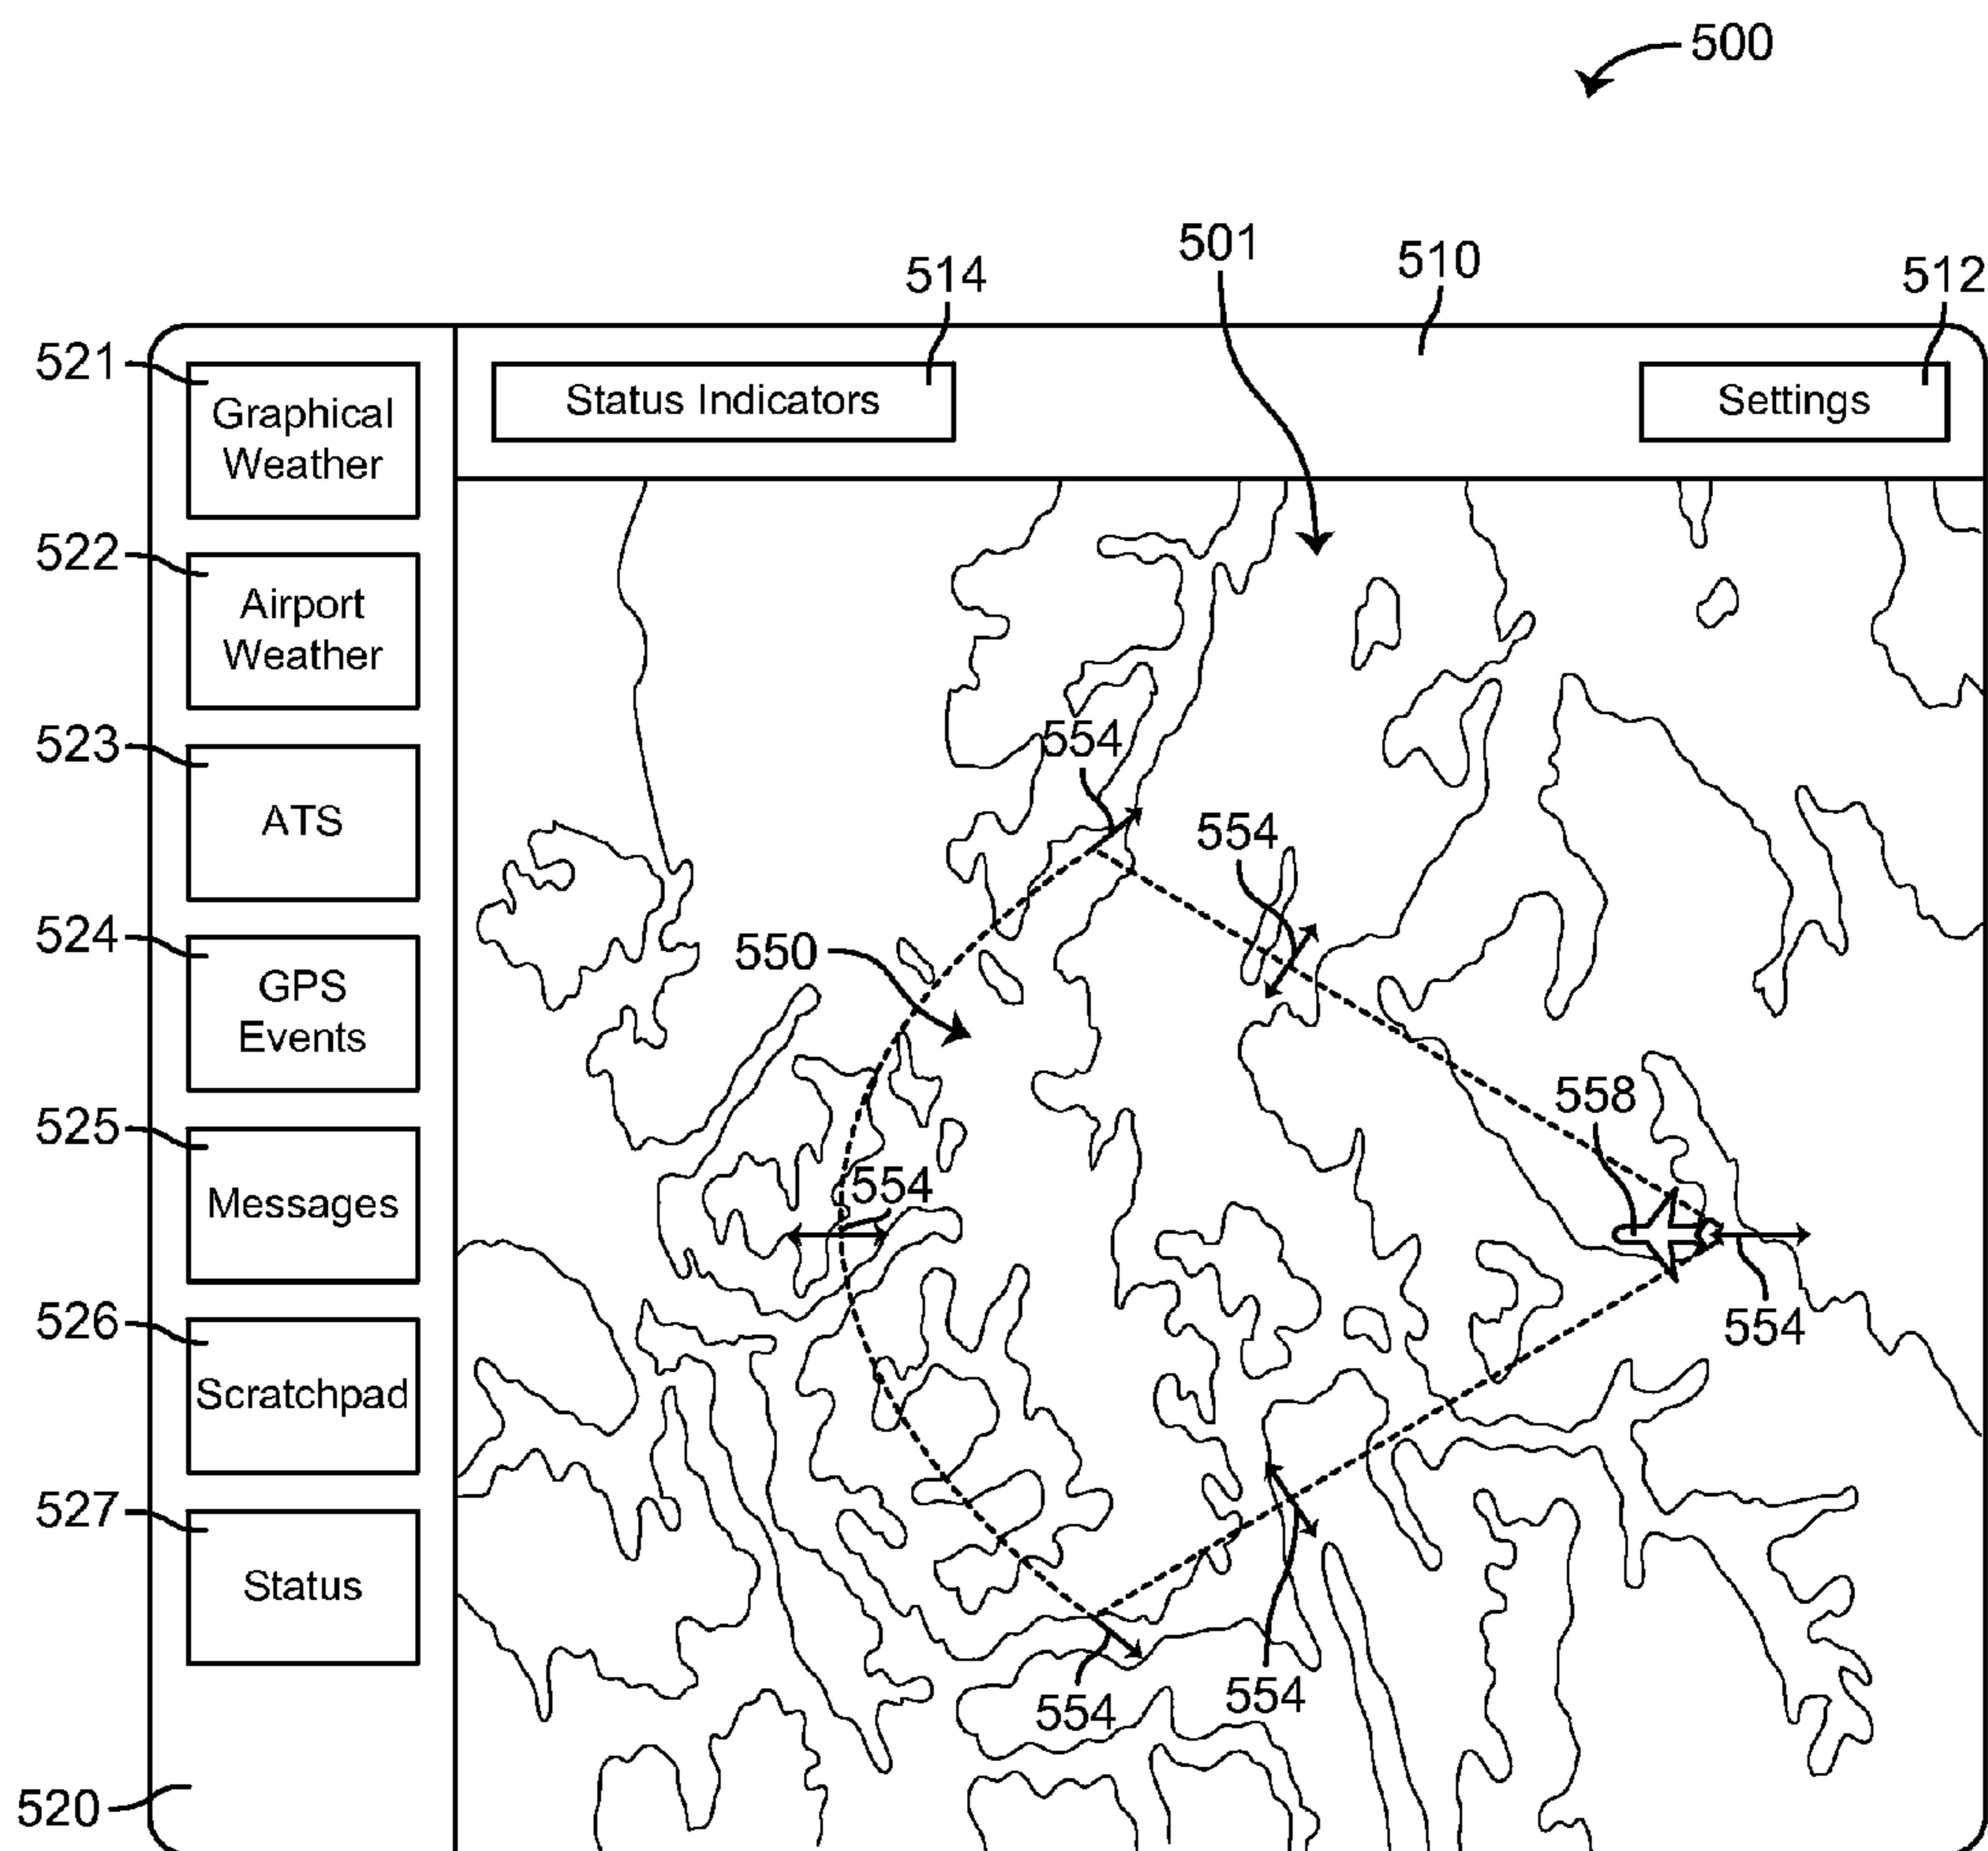 500
501
510
514
512
521
Graphical
Weather
Status Indicators
Settings
522
Airport
Weather
554
523
ATS
554
524
GPS
Events
550
558
525
Messages
554
554
526
Scratchpad
527
Status
554
554
520